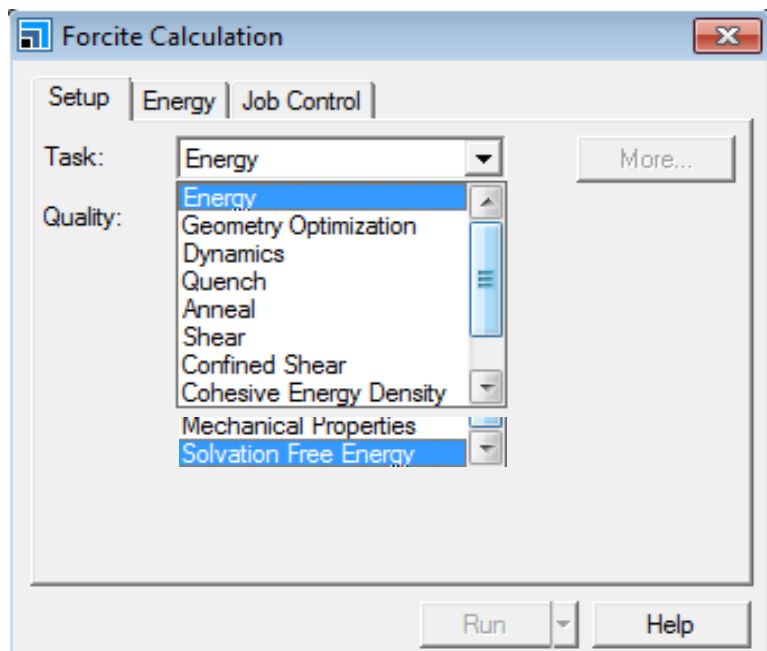 Forcite Calculation
Setup Energy Job Control
Task: Energy More...
Quality:
Energy
Geometry Optimization
Dynamics
Quench
Anneal
Shear
Confined Shear
Cohesive Energy Density
Mechanical Properties
Solvation Free Energy
Run Help